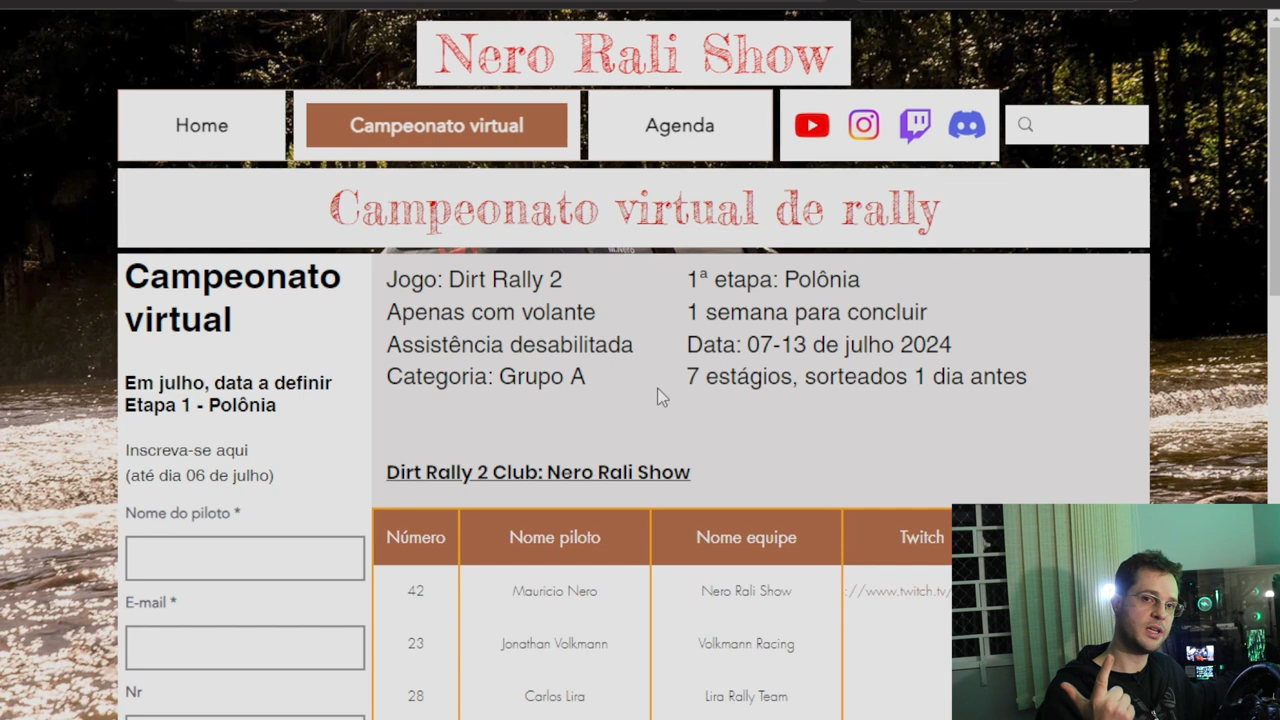 Nero Rali Show
Home
Campeonato virtual
Agenda
Campeonato virtual de rally
Campeonato
virtual
Em julho, data a definir
Etapa 1 - Polônia
Inscreva-se aqui
(até dia 06 de julho)
Nome do piloto *
E-mail *
Nr
Jogo: Dirt Rally 2
Apenas com volante
Assistência desabilitada
Categoria: Grupo A
1ª etapa: Polônia
1 semana para concluir
Data: 07-13 de julho 2024
7 estágios, sorteados 1 dia antes
Dirt Rally 2 Club: Nero Rali Show
Número Nome piloto Nome equipe Twitch
42 Mauricio Nero Nero Rali Show ://www.twitch.tv/
23 Jonathan Volkmann Volkmann Racing
28 Carlos Lira Lira Rally Team